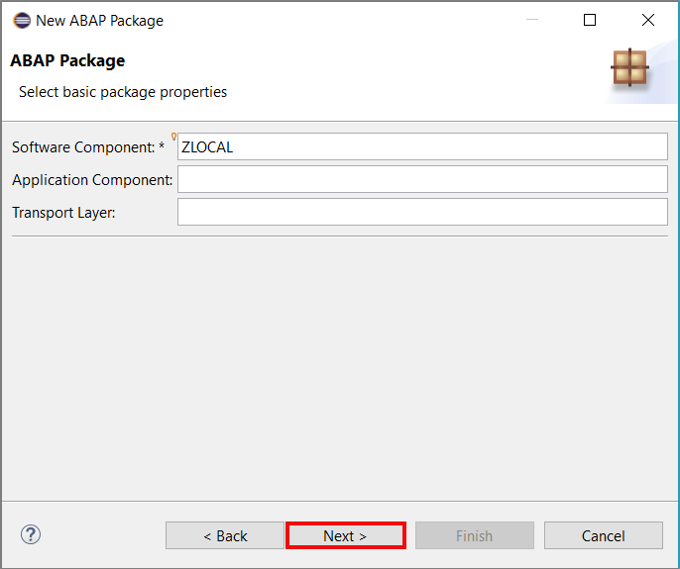 New ABAP Package
ABAP Package
Select basic package properties
Software Component: * ZLOCAL
Application Component:
Transport Layer:
? < Back Next > Finish Cancel